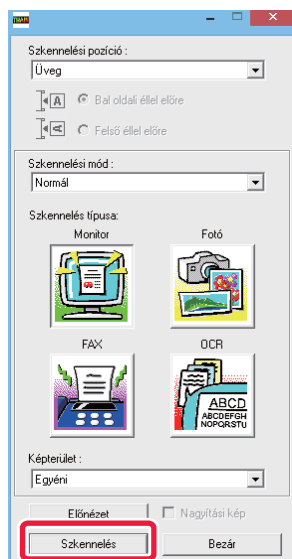 TWAIN
Szkennelési pozíció :
Üveg
A
Bal oldali éllel előre
A
Felső éllel előre
Szkennelési mód :
Normál
Szkennelés típusa:
Monitor
Fotó
FAX
OCR
ABCD
ABCDEFGH
NOPQRSTU
Képterület :
Egyéni
Előnézet
Nagyítási kép
Szkennelés
Bezár